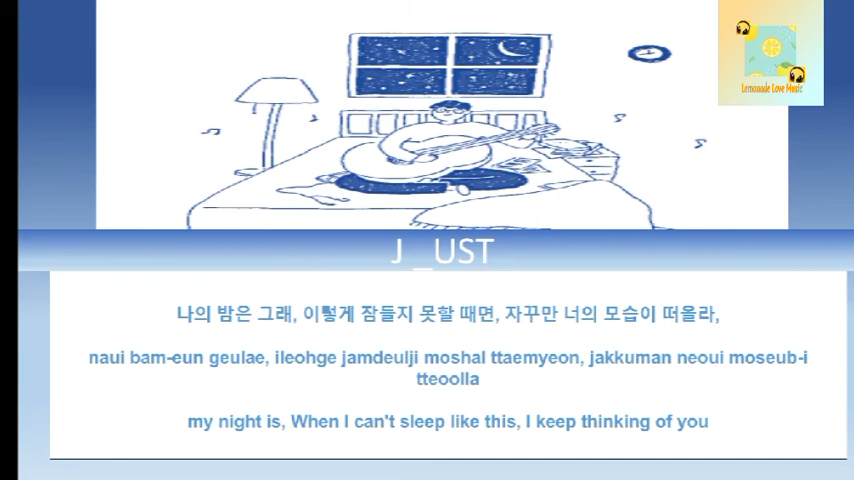 Lemonade Love Music
J _UST
나의 밤은 그래, 이렇게 잠들지 못할 때면, 자꾸만 너의 모습이 떠올라,
naui bam-eun geulae, ileohge jamdeulji moshal ttaemyeon, jakkuman neoui moseub-i
tteoolla
my night is, When I can't sleep like this, I keep thinking of you